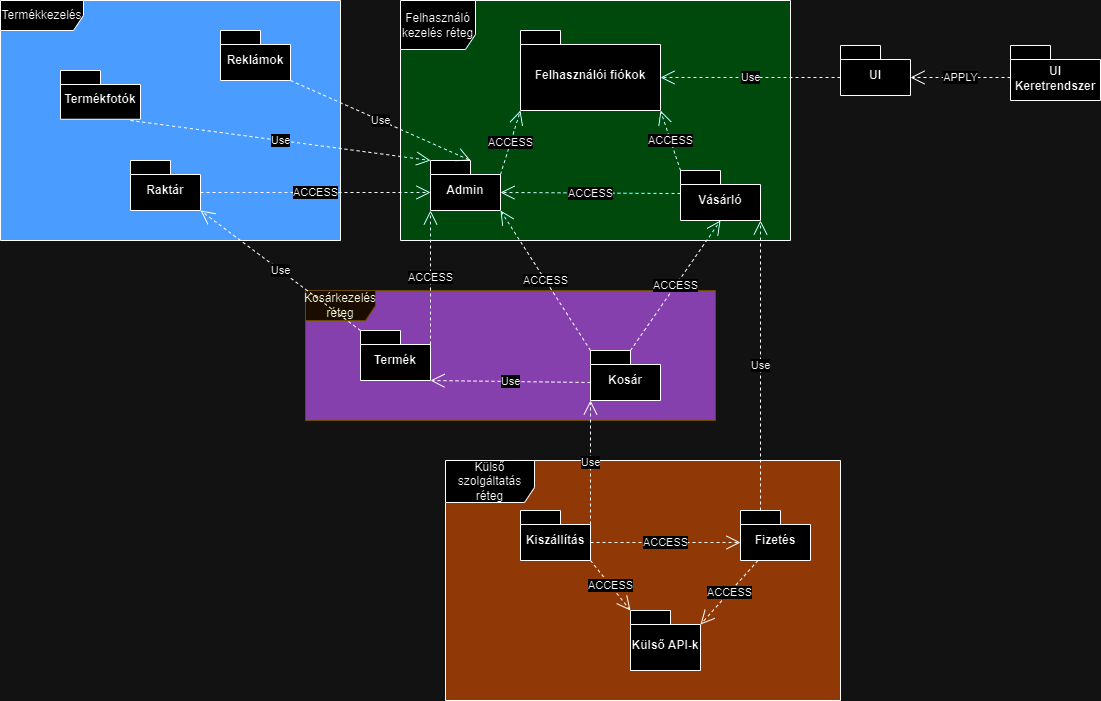 Termékkezelés
Reklámok
Termékfotók
Use
Use
Raktár
ACCESS
Felhasználó
kezelés réteg
Felhasználói fiókok
ACCESS
ACCESS
Admin
ACCESS
Vásárló
Use
UI
APPLY
UI
Keretrendszer
Use
ACCESS
ACCESS
ACCESS
Kosárkezelés
réteg
Termék
Use
Kosár
Use
Use
Külső
szolgáltatás
réteg
Kiszállítás
ACCESS
Fizetés
ACCESS
ACCESS
Külső API-k